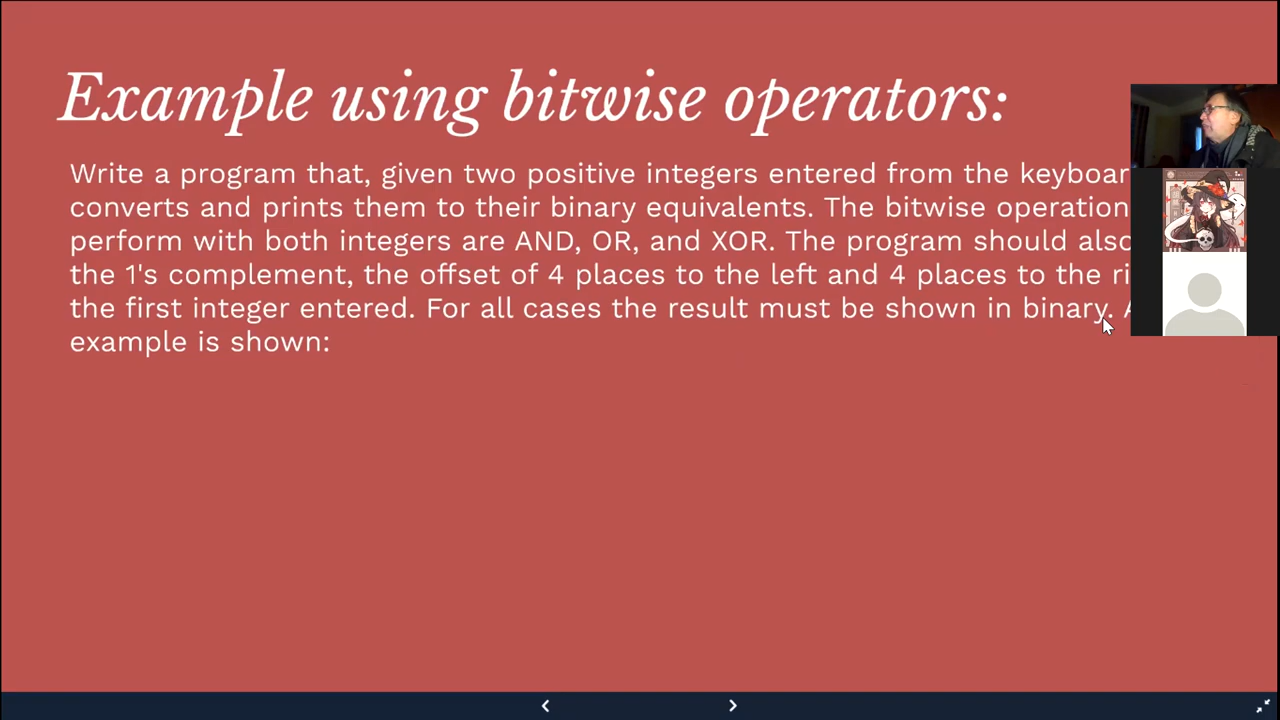 Example using bitwise operators:
Write a program that, given two positive integers entered from the
converts and prints them to their binary equivalents. The bitwise operation
perform with both integers are AND, OR, and XOR. The program should also
the 1's complement, the offset of 4 places to the left and 4 places to the
the first integer entered. For all cases the result must be shown in binary.
example is shown: